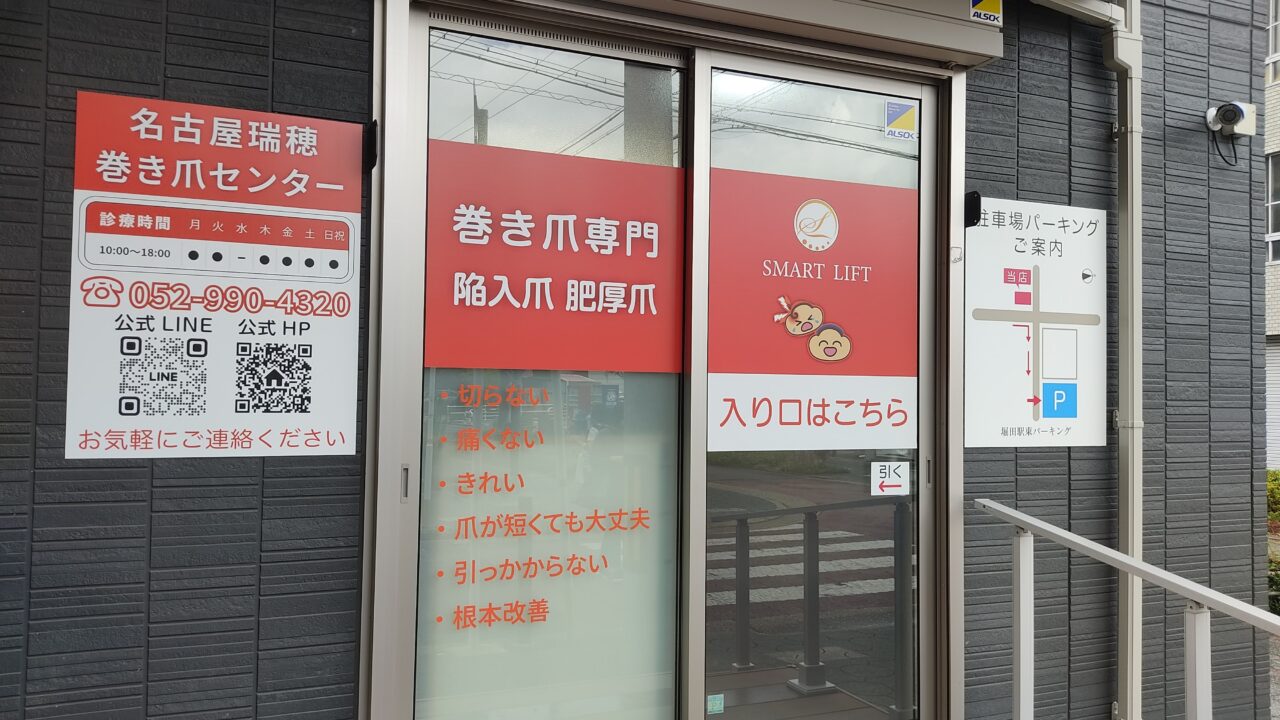 名古屋瑞穂
巻き爪センター
診療時間 月 火 水 木 金 土 日祝
10:00〜18:00 ● ● − ● ● ● ●
☎052-990-4320
公式 LINE 公式 HP
LINE
お気軽にご連絡ください
巻き爪専門
陥入爪 肥厚爪
・切らない
・痛くない
・きれい
・爪が短くても大丈夫
・引っかからない
・根本改善
ALSOK
ALSOK
SMART LIFT
入り口はこちら
引く
←
駐車場パーキング
ご案内
当店
P
堀田駅東パーキング